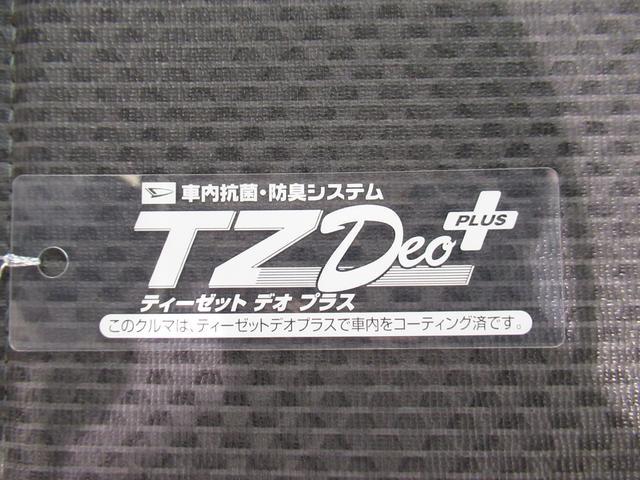 車内抗菌・防臭システム
TZ Deo PLUS
ティーゼット デオ プラス
このクルマは、ティーゼットデオプラスで車内をコーティング済です。